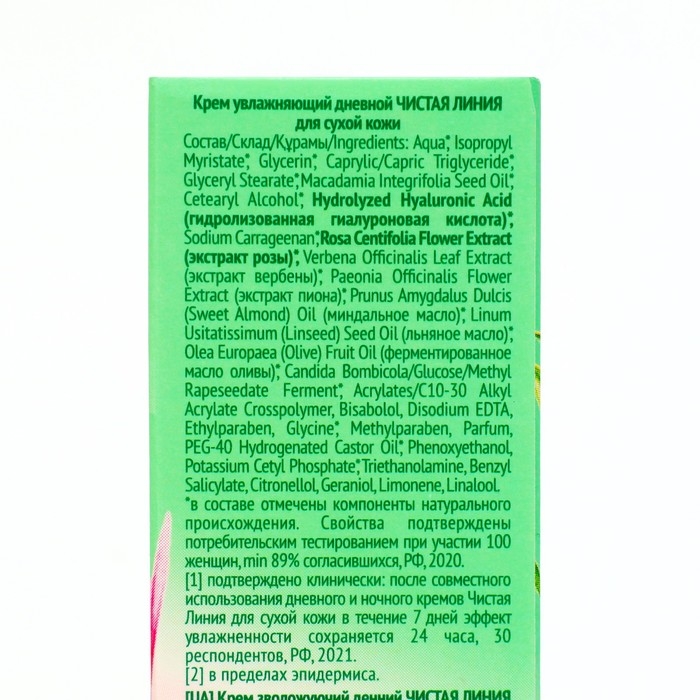 Крем увлажняющий дневной ЧИСТАЯ ЛИНИЯ
для сухой кожи
Состав/Склад/Құрамы/Ingredients: Aqua*, Isopropyl
Myristate*, Glycerin*, Caprylic/Capric Triglyceride*,
Glyceryl Stearate*, Macadamia Integrifolia Seed Oil*,
Cetearyl Alcohol*, Hydrolyzed Hyaluronic Acid
(гидролизованная гиалуроновая кислота)*,
Sodium Carrageenan*, Rosa Centifolia Flower Extract
(экстракт розы)*, Verbena Officinalis Leaf Extract
(экстракт вербены)*, Paeonia Officinalis Flower
Extract (экстракт пиона)*, Prunus Amygdalus Dulcis
(Sweet Almond) Oil (миндальное масло)*, Linum
Usitatissimum (Linseed) Seed Oil (льняное масло)*,
Olea Europaea (Olive) Fruit Oil (ферментированное
масло оливы)*, Candida Bombicola/Glucose/Methyl
Rapeseedate Ferment*, Acrylates/C10-30 Alkyl
Acrylate Crosspolymer, Bisabolol, Disodium EDTA,
Ethylparaben, Glycine*, Methylparaben, Parfum,
PEG-40 Hydrogenated Castor Oil*, Phenoxyethanol,
Potassium Cetyl Phosphate*, Triethanolamine, Benzyl
Salicylate, Citronellol, Geraniol, Limonene, Linalool.
*в составе отмечены компоненты натурального
происхождения. Свойства подтверждены
потребительским тестированием при участии 100
женщин, min 89% согласившихся, РФ, 2020.
[1] подтверждено клинически: после совместного
использования дневного и ночного кремов Чистая
Линия для сухой кожи в течение 7 дней эффект
увлажненности сохраняется 24 часа, 30
респондентов, РФ, 2021.
[2] в пределах эпидермиса.
[UA] Крем зволожуючий денний ЧИСТАЯ ЛИНИЯ